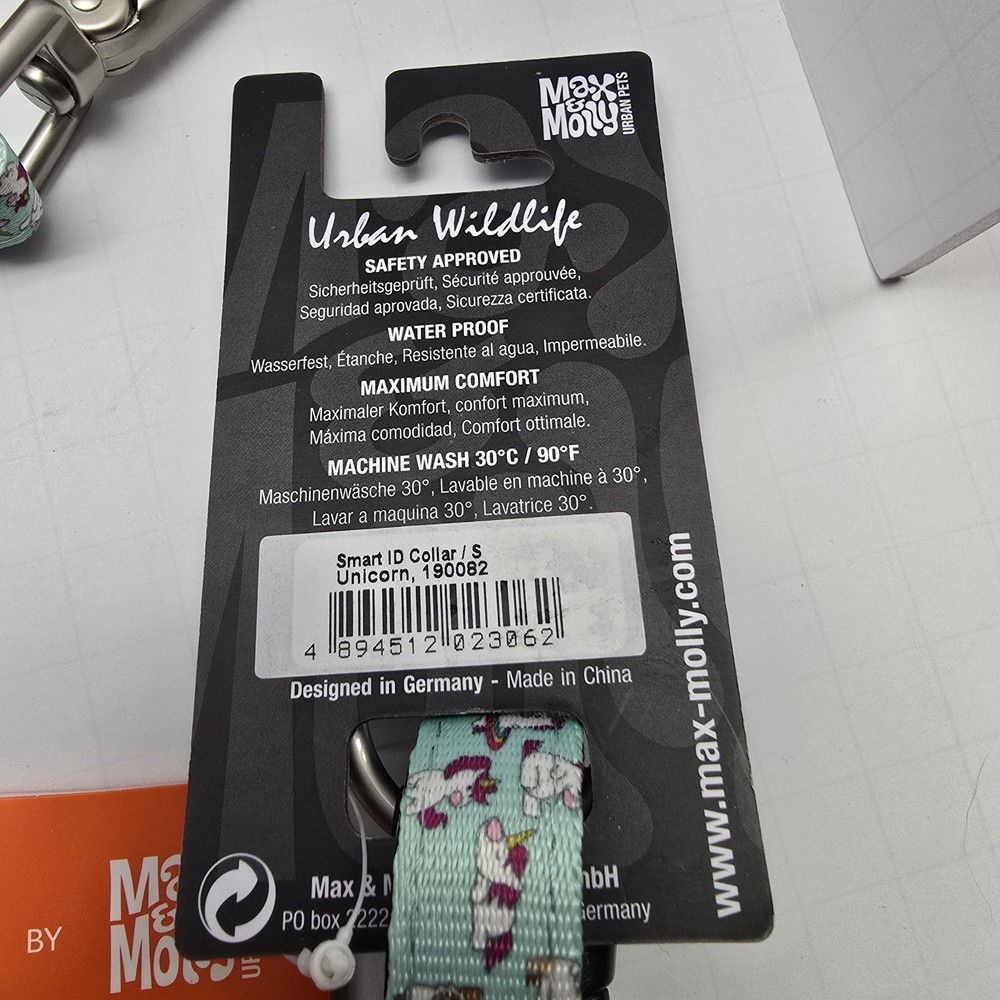 Max
&
Molly
URBAN PETS
Urban Wildlife
SAFETY APPROVED
Sicherheitsgeprüft, Sécurité approuvée,
Seguridad aprovada, Sicurezza certificata.
WATER PROOF
Wasserfest, Étanche, Resistente al agua, Impermeabile.
MAXIMUM COMFORT
Maximaler Komfort, confort maximum,
Máxima comodidad, Comfort ottimale.
MACHINE WASH 30°C / 90°F
Maschinenwäsche 30°, Lavable en machine à 30°,
Lavar a maquina 30°, Lavatrice 30°.
Smart ID Collar / S
Unicorn, 190082
4 894512 023062
Designed in Germany - Made in China
www.max-molly.com
Max &
PO box 2222 Germany
BY
&